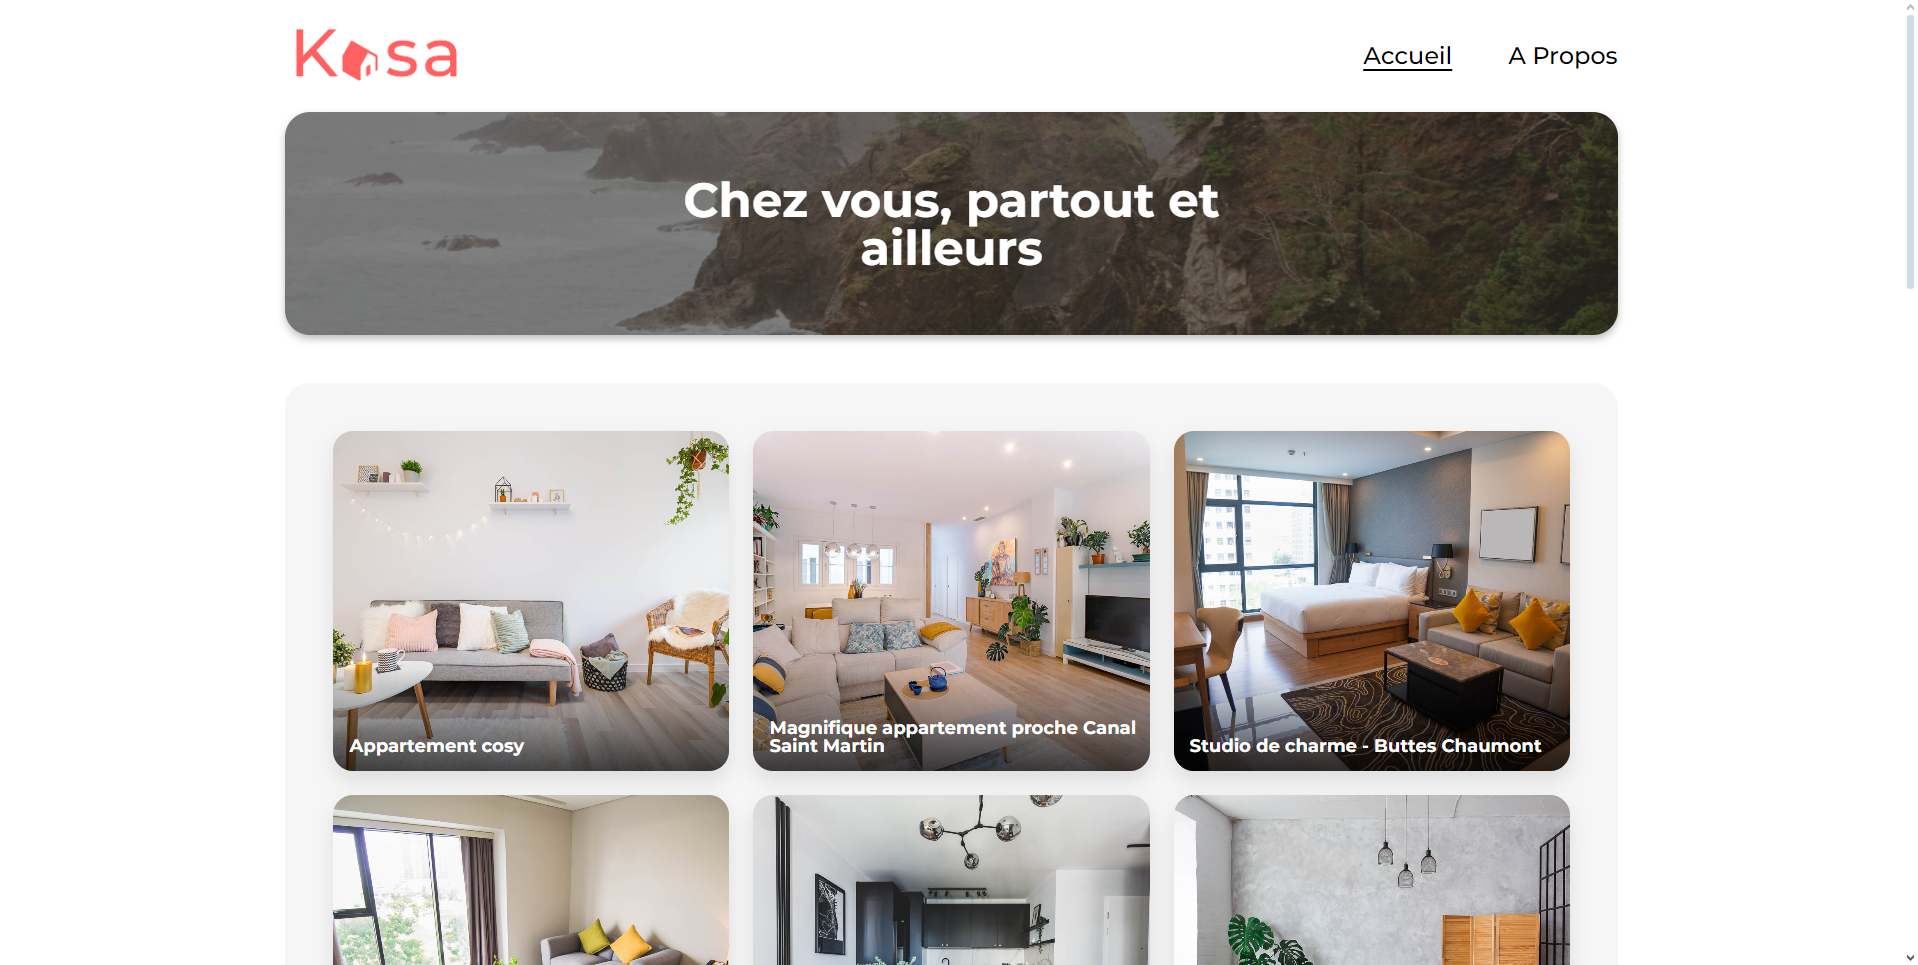 Kasa
Accueil
A Propos
Chez vous, partout et
ailleurs
Appartement cosy
Magnifique appartement proche Canal
Saint Martin
Studio de charme - Buttes Chaumont